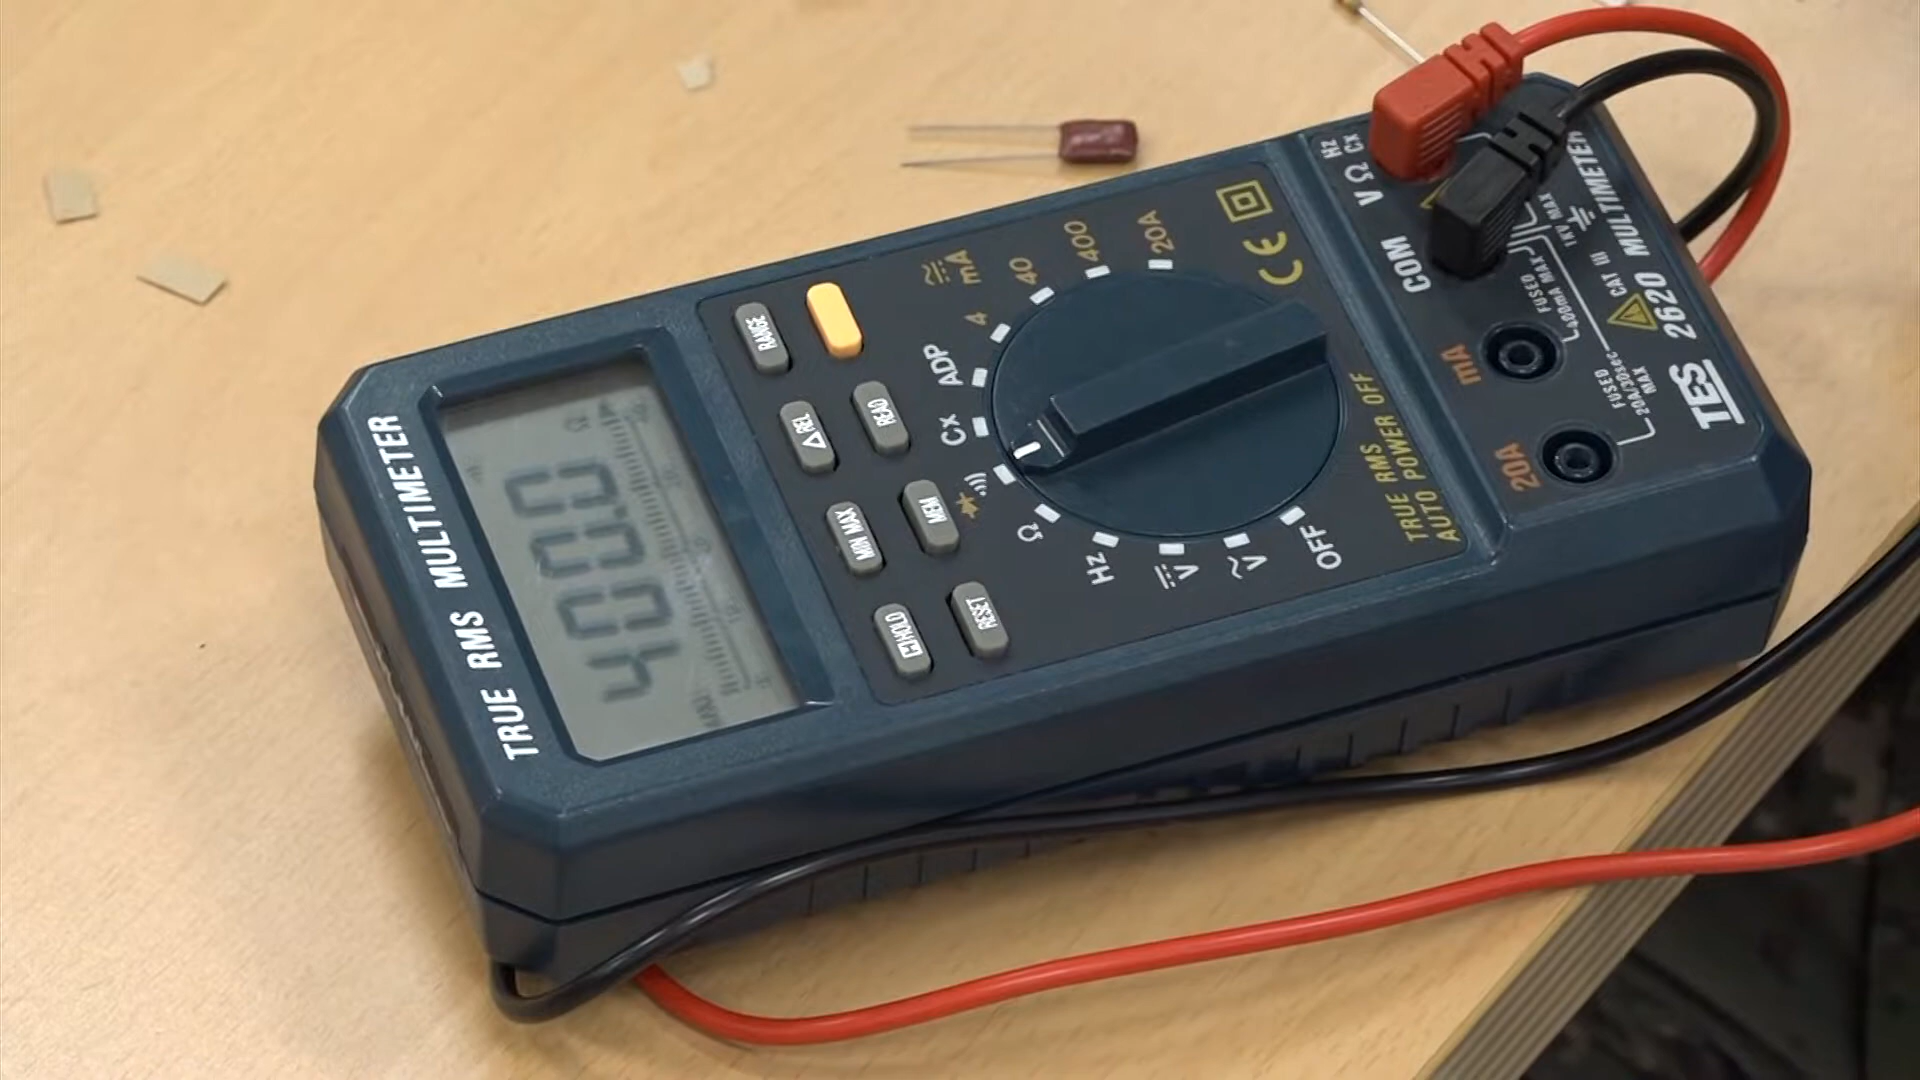 TRUE RMS MULTIMETER
400.0
Ω
RANGE
△REL
READ
MIN MAX
MEM
HOLD
RESET
mA
4
40
400
20A
ADP
Cx
Ω
Hz
V
V
OFF
CE
TRUE RMS
AUTO POWER OFF
V Ω Hz
Cx
COM
mA
20A
FUSED
400mA MAX
FUSED
20A/30sec
MAX
1KV MAX
CAT III
TES 2620 MULTIMETER